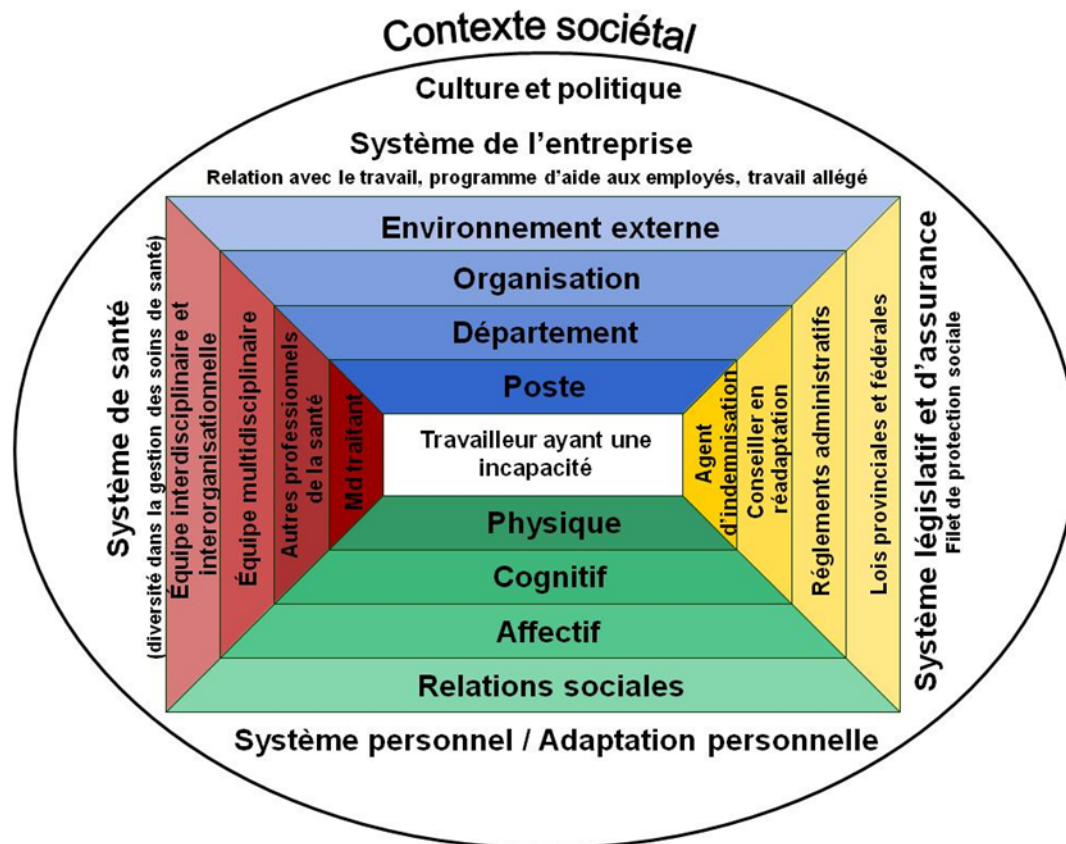 Contexte sociétal
Culture et politique
Système de l'entreprise
Relation avec le travail, programme d'aide aux employés, travail allégé
Environnement externe
Organisation
Département
Poste
Travailleur ayant une
incapacité
Physique
Cognitif
Affectif
Relations sociales
Système personnel / Adaptation personnelle
Système de santé
(diversité dans la gestion des soins de santé)
Équipe interdisciplinaire et
interorganisationnelle
Équipe multidisciplinaire
Autres professionnels
de la santé
Md traitant
Agent
d'indemnisation
Conseiller en
réadaptation
Réglements administratifs
Lois provinciales et fédérales
Système législatif et d'assurance
Filet de protection sociale